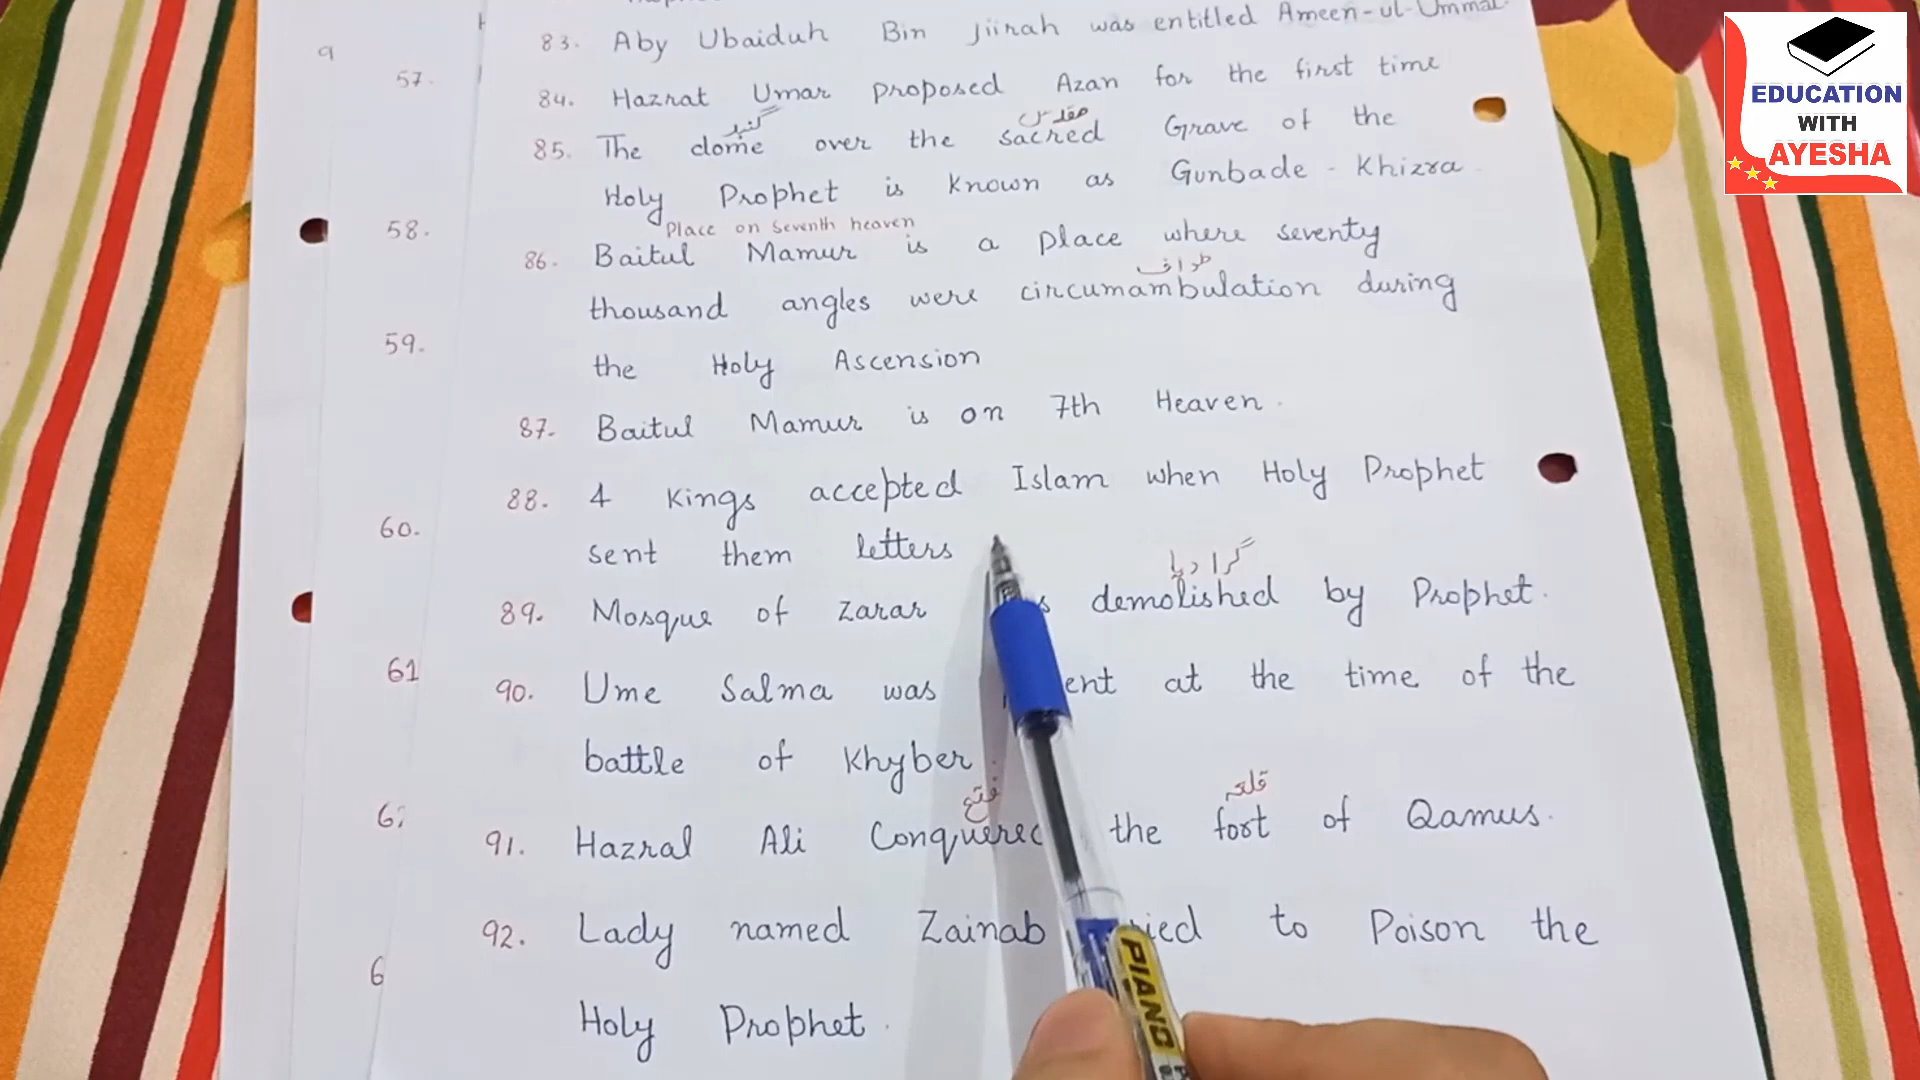 83. Aby Ubaiduh Bin Jiirah was entitled Ameen-ul-Ummat.
84. Hazrat Umar proposed Azan for the first time
گنبد مقدس
85. The dome over the sacred Grave of the
Holy Prophet is known as Gunbade - Khizra.
Place on Seventh heaven
86. Baitul Mamur is a place where seventy
طواف
thousand angles were circumambulation during
the Holy Ascension
87. Baitul Mamur is on 7th Heaven.
88. 4 Kings accepted Islam when Holy Prophet
sent them letters
گرا دیا
89. Mosque of Zarar demolished by Prophet.
90. Ume Salma was at the time of the
battle of Khyber.
فتح قلعہ
91. Hazral Ali Conquered the fort of Qamus.
92. Lady named Zainab to Poison the
Holy Prophet.
9
57.
58.
59.
60.
61
6
PIANO
EDUCATION
WITH
AYESHA